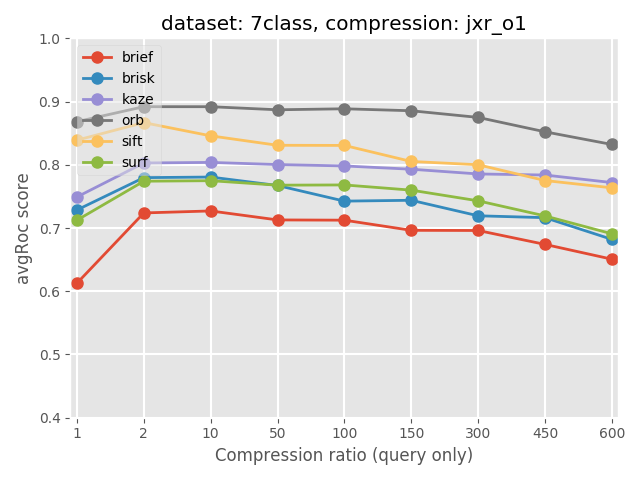 dataset: 7class, compression: jxr_o1
1.0
0.9
0.8
0.7
0.6
0.5
0.4
avgRoc score
brief
brisk
kaze
orb
sift
surf
1 2 10 50 100 150 300 450 600
Compression ratio (query only)